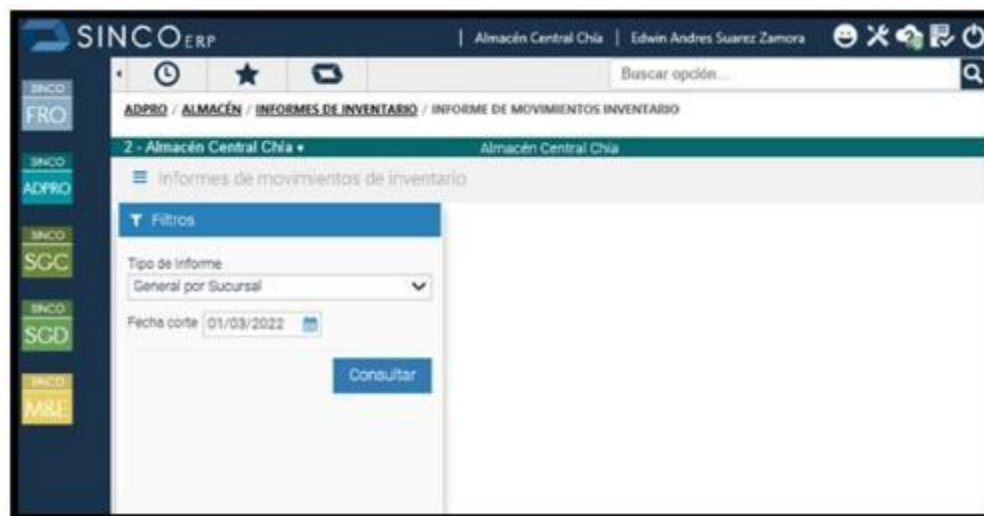 SINCO ERP | Almacén Central Chía | Edwin Andres Suarez Zamora
Buscar opción...
ADPRO / ALMACÉN / INFORMES DE INVENTARIO / INFORME DE MOVIMIENTOS INVENTARIO
2 - Almacén Central Chía Almacén Central Chía
Informes de movimientos de inventario
Filtros
Tipo de Informe
General por Sucursal
Fecha corte 01/03/2022
Consultar
SINCO
FRO
SINCO
ADPRO
SINCO
SGC
SINCO
SGD
SINCO
M&E